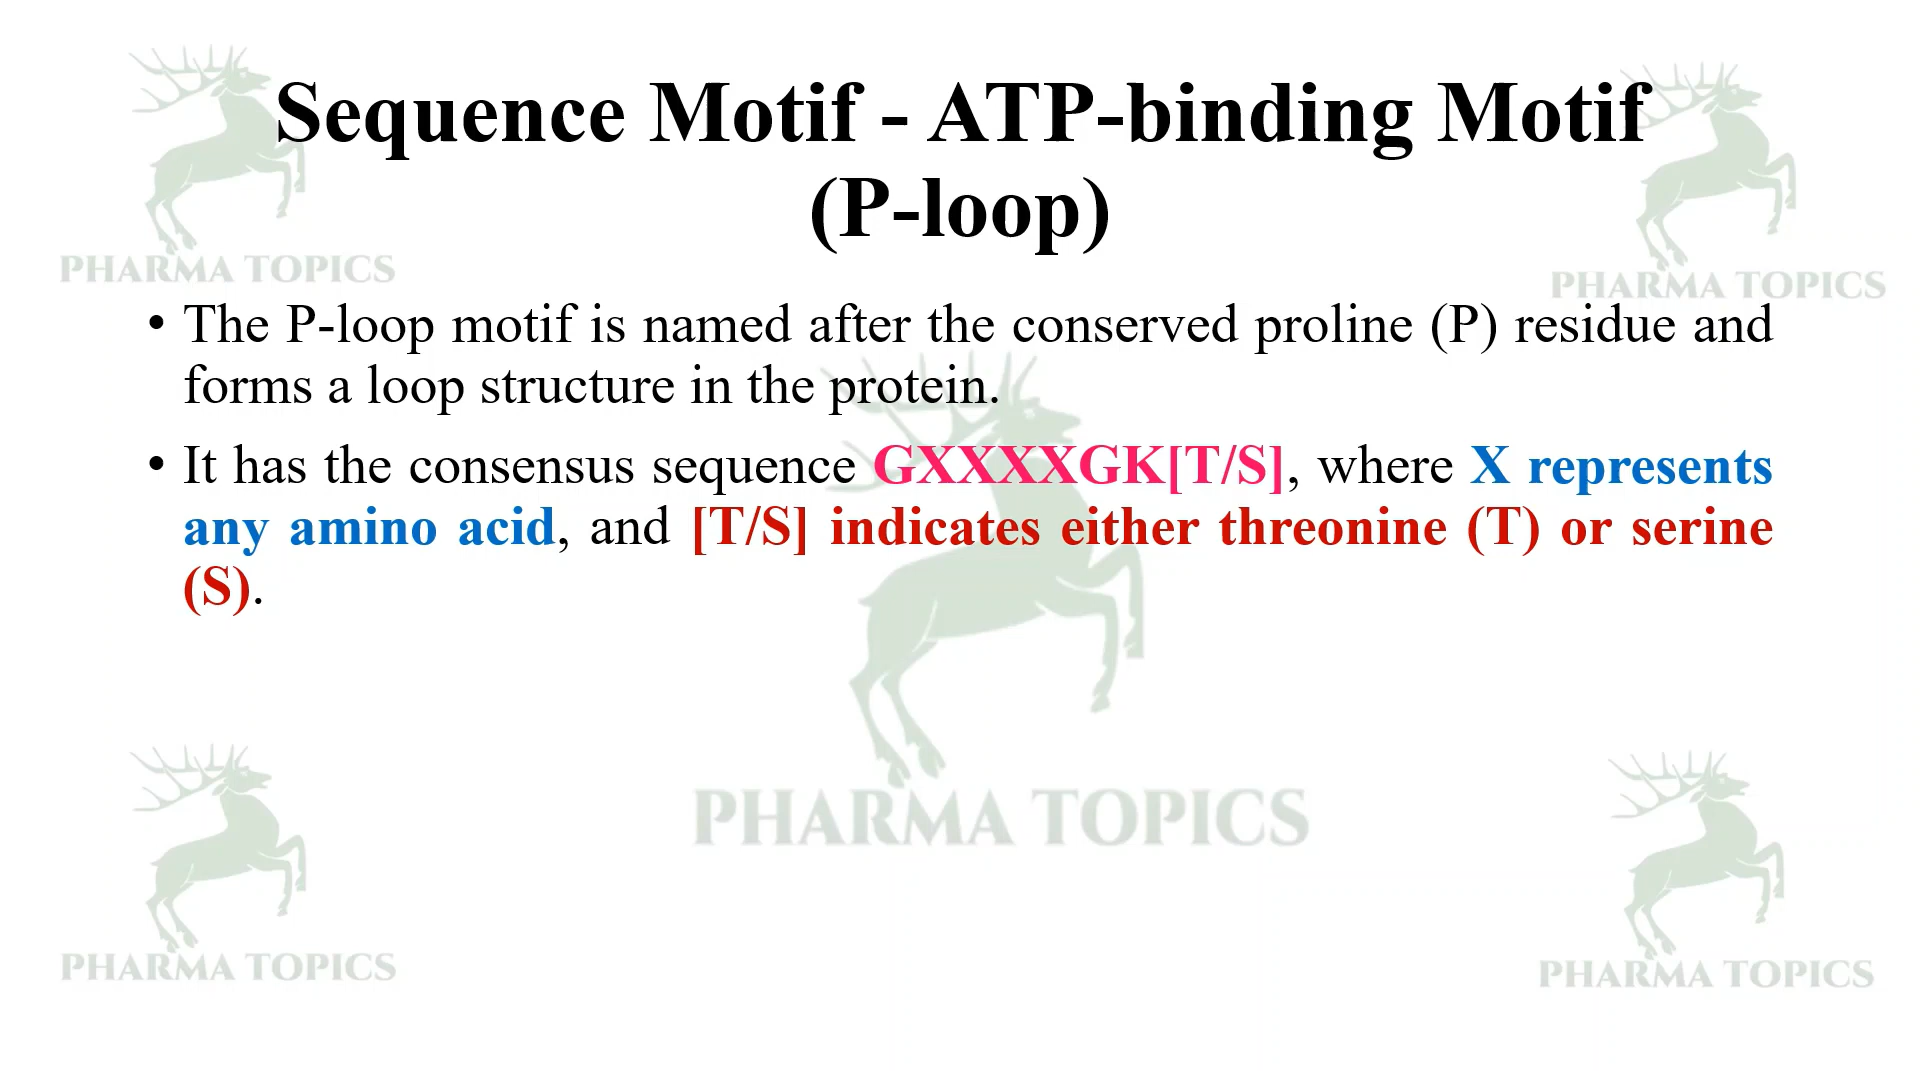 Sequence Motif - ATP-binding Motif
(P-loop)
PHARMA TOPICS
PHARMA TOPICS
• The P-loop motif is named after the conserved proline (P) residue and
forms a loop structure in the protein.
• It has the consensus sequence GXXXXGK[T/S], where X represents
any amino acid, and [T/S] indicates either threonine (T) or serine
(S).
PHARMA TOPICS
PHARMA TOPICS
PHARMA TOPICS